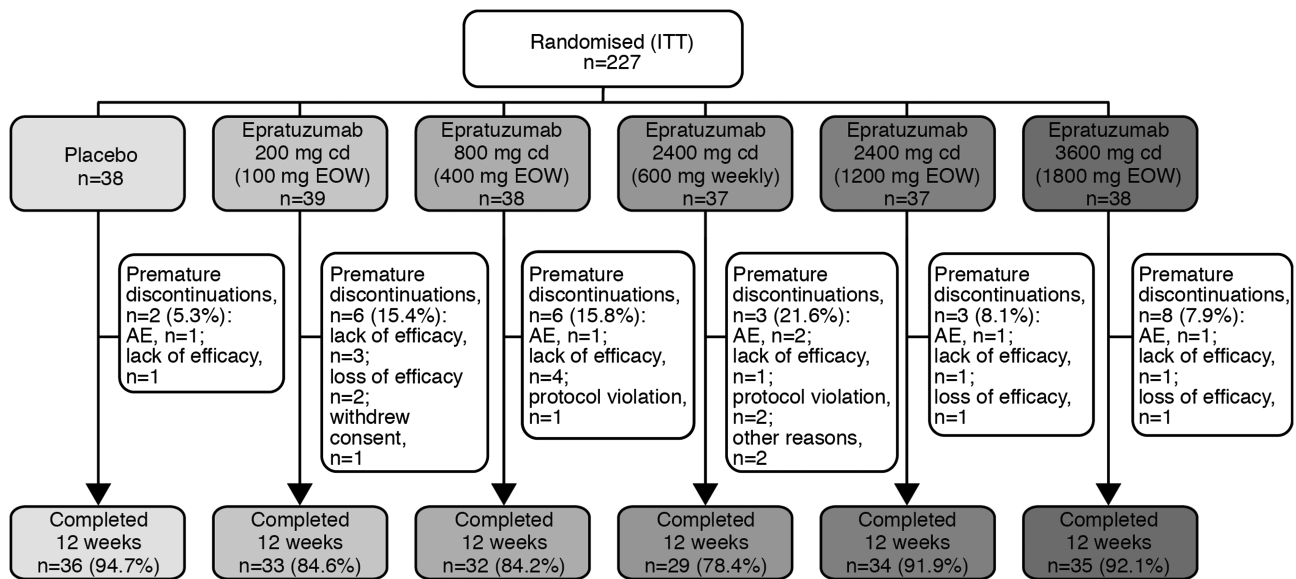 Randomised (ITT)
n=227
Placebo
n=38
Epratuzumab
200 mg cd
(100 mg EOW)
n=39
Epratuzumab
800 mg cd
(400 mg EOW)
n=38
Epratuzumab
2400 mg cd
(600 mg weekly)
n=37
Epratuzumab
2400 mg cd
(1200 mg EOW)
n=37
Epratuzumab
3600 mg cd
(1800 mg EOW)
n=38
Premature
discontinuations,
n=2 (5.3%):
AE, n=1;
lack of efficacy,
n=1
Premature
discontinuations,
n=6 (15.4%):
lack of efficacy,
n=3;
loss of efficacy
n=2;
withdrew
consent,
n=1
Premature
discontinuations,
n=6 (15.8%):
AE, n=1;
lack of efficacy,
n=4;
protocol violation,
n=1
Premature
discontinuations,
n=3 (21.6%):
AE, n=2;
lack of efficacy,
n=1;
protocol violation,
n=2;
other reasons,
n=2
Premature
discontinuations,
n=3 (8.1%):
AE, n=1;
lack of efficacy,
n=1;
loss of efficacy,
n=1
Premature
discontinuations,
n=8 (7.9%):
AE, n=1;
lack of efficacy,
n=1;
loss of efficacy,
n=1
Completed
12 weeks
n=36 (94.7%)
Completed
12 weeks
n=33 (84.6%)
Completed
12 weeks
n=32 (84.2%)
Completed
12 weeks
n=29 (78.4%)
Completed
12 weeks
n=34 (91.9%)
Completed
12 weeks
n=35 (92.1%)